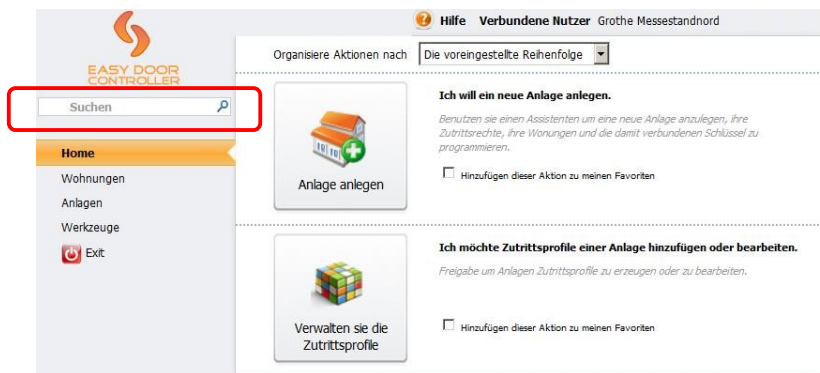 Hilfe Verbundene Nutzer Grothe Messestandnord
EASY DOOR
CONTROLLER
Suchen
Home
Wohnungen
Anlagen
Werkzeuge
Exit
Organisiere Aktionen nach Die voreingestellte Reihenfolge
Anlage anlegen
Ich will ein neue Anlage anlegen.
Benutzen sie einen Assistenten um eine neue Anlage anzulegen, ihre
Zutrittsrechte, ihre Wonungen und die damit verbundenen Schlüssel zu
programmieren.
Hinzufügen dieser Aktion zu meinen Favoriten
Verwalten sie die
Zutrittsprofile
Ich möchte Zutrittsprofile einer Anlage hinzufügen oder bearbeiten.
Freigabe um Anlagen Zutrittsprofile zu erzeugen oder zu bearbeiten.
Hinzufügen dieser Aktion zu meinen Favoriten